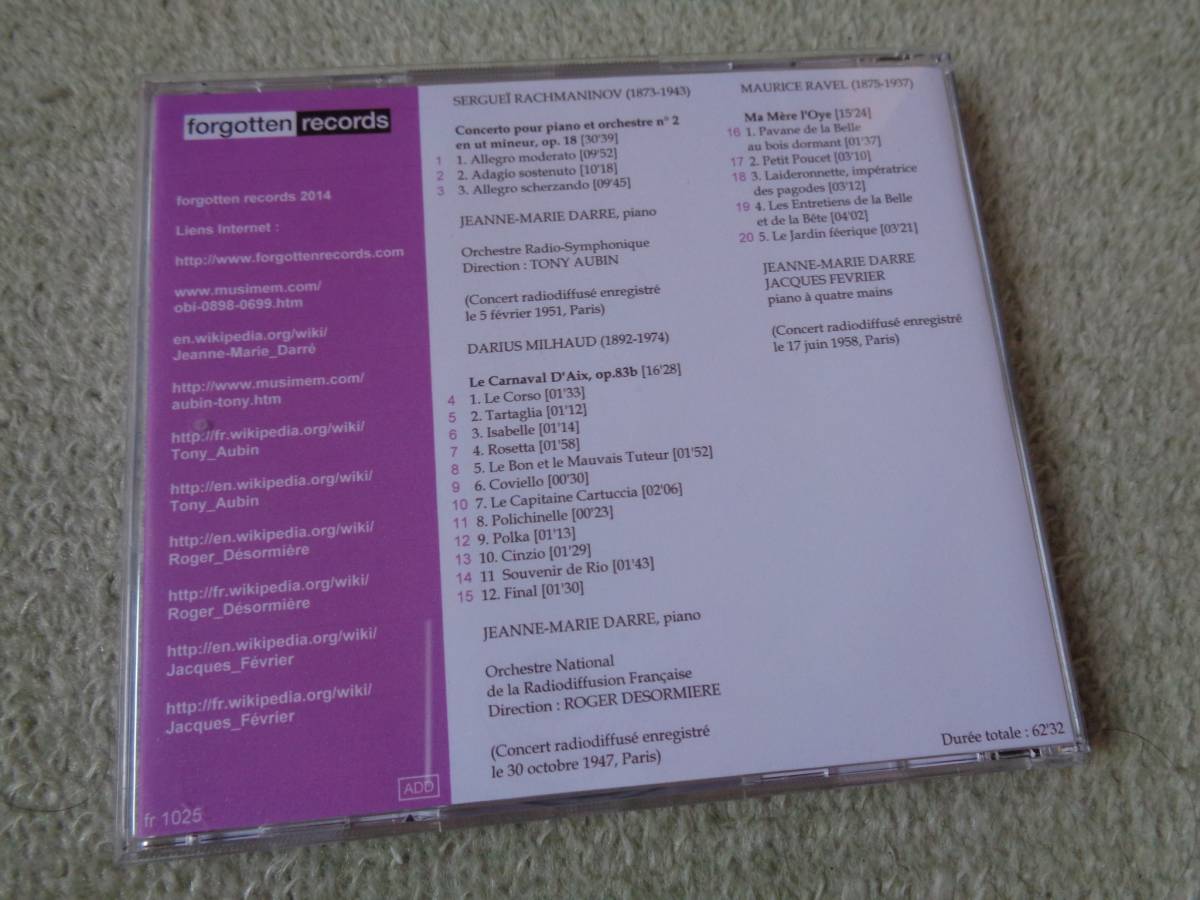 forgotten records
forgotten records 2014
Liens Internet :
http://www.forgottenrecords.com
www.musimem.com/
obi-0898-0699.htm
en.wikipedia.org/wiki/
Jeanne-Marie_Darré
http://www.musimem.com/
aubin-tony.htm
http://fr.wikipedia.org/wiki/
Tony_Aubin
http://en.wikipedia.org/wiki/
Tony_Aubin
http://en.wikipedia.org/wiki/
Roger_Désormière
http://fr.wikipedia.org/wiki/
Roger_Désormière
http://en.wikipedia.org/wiki/
Jacques_Février
http://fr.wikipedia.org/wiki/
Jacques_Février
ADD
fr 1025
SERGUEÏ RACHMANINOV (1873-1943)
Concerto pour piano et orchestre n° 2
en ut mineur, op. 18 [30'39]
1 1. Allegro moderato [09'52]
2 2. Adagio sostenuto [10'18]
3 3. Allegro scherzando [09'45]
JEANNE-MARIE DARRE, piano
Orchestre Radio-Symphonique
Direction : TONY AUBIN
(Concert radiodiffusé enregistré
le 5 février 1951, Paris)
DARIUS MILHAUD (1892-1974)
Le Carnaval D'Aix, op.83b [16'28]
4 1. Le Corso [01'33]
5 2. Tartaglia [01'12]
6 3. Isabelle [01'14]
7 4. Rosetta [01'58]
8 5. Le Bon et le Mauvais Tuteur [01'52]
9 6. Coviello [00'30]
10 7. Le Capitaine Cartuccia [02'06]
11 8. Polichinelle [00'23]
12 9. Polka [01'13]
13 10. Cinzio [01'29]
14 11 Souvenir de Rio [01'43]
15 12. Final [01'30]
JEANNE-MARIE DARRE, piano
Orchestre National
de la Radiodiffusion Française
Direction : ROGER DESORMIERE
(Concert radiodiffusé enregistré
le 30 octobre 1947, Paris)
MAURICE RAVEL (1875-1937)
Ma Mère l'Oye [15'24]
16 1. Pavane de la Belle
au bois dormant [01'37]
17 2. Petit Poucet [03'10]
18 3. Laideronnette, impératrice
des pagodes [03'12]
19 4. Les Entretiens de la Belle
et de la Bête [04'02]
20 5. Le Jardin féerique [03'21]
JEANNE-MARIE DARRE
JACQUES FEVRIER
piano à quatre mains
(Concert radiodiffusé enregistré
le 17 juin 1958, Paris)
Durée totale : 62'32